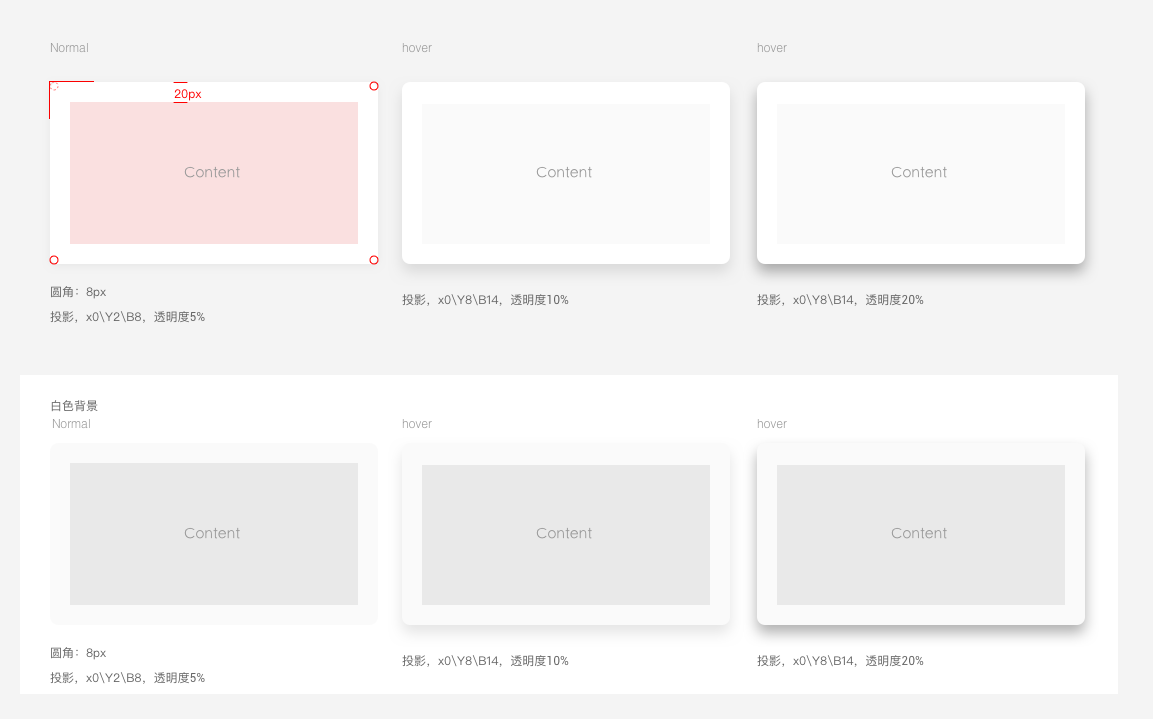 Normal
hover
hover
20px
Content
Content
Content
圆角：8px
投影，x0\Y2\B8，透明度5%
投影，x0\Y8\B14，透明度10%
投影，x0\Y8\B14，透明度20%
白色背景
Normal
hover
hover
Content
Content
Content
圆角：8px
投影，x0\Y2\B8，透明度5%
投影，x0\Y8\B14，透明度10%
投影，x0\Y8\B14，透明度20%